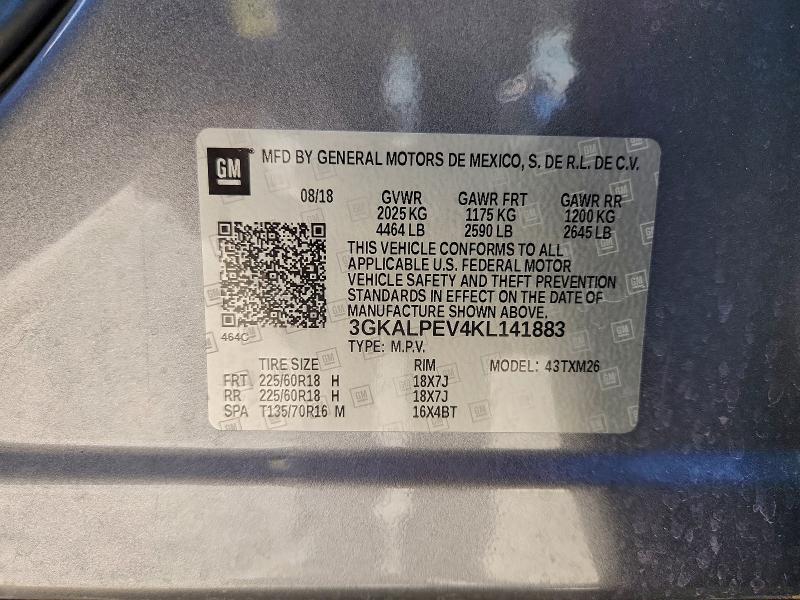 GM MFD BY GENERAL MOTORS DE MEXICO, S. DE R.L. DE C.V.
08/18 GVWR GAWR FRT GAWR RR
2025 KG 1175 KG 1200 KG
4464 LB 2590 LB 2645 LB
THIS VEHICLE CONFORMS TO ALL
APPLICABLE U.S. FEDERAL MOTOR
VEHICLE SAFETY AND THEFT PREVENTION
STANDARDS IN EFFECT ON THE DATE OF
MANUFACTURE SHOWN ABOVE.
464C 3GKALPEV4KL141883
TYPE: M.P.V.
TIRE SIZE RIM MODEL: 43TXM26
FRT 225/60R18 H 18X7J
RR 225/60R18 H 18X7J
SPA T135/70R16 M 16X4BT